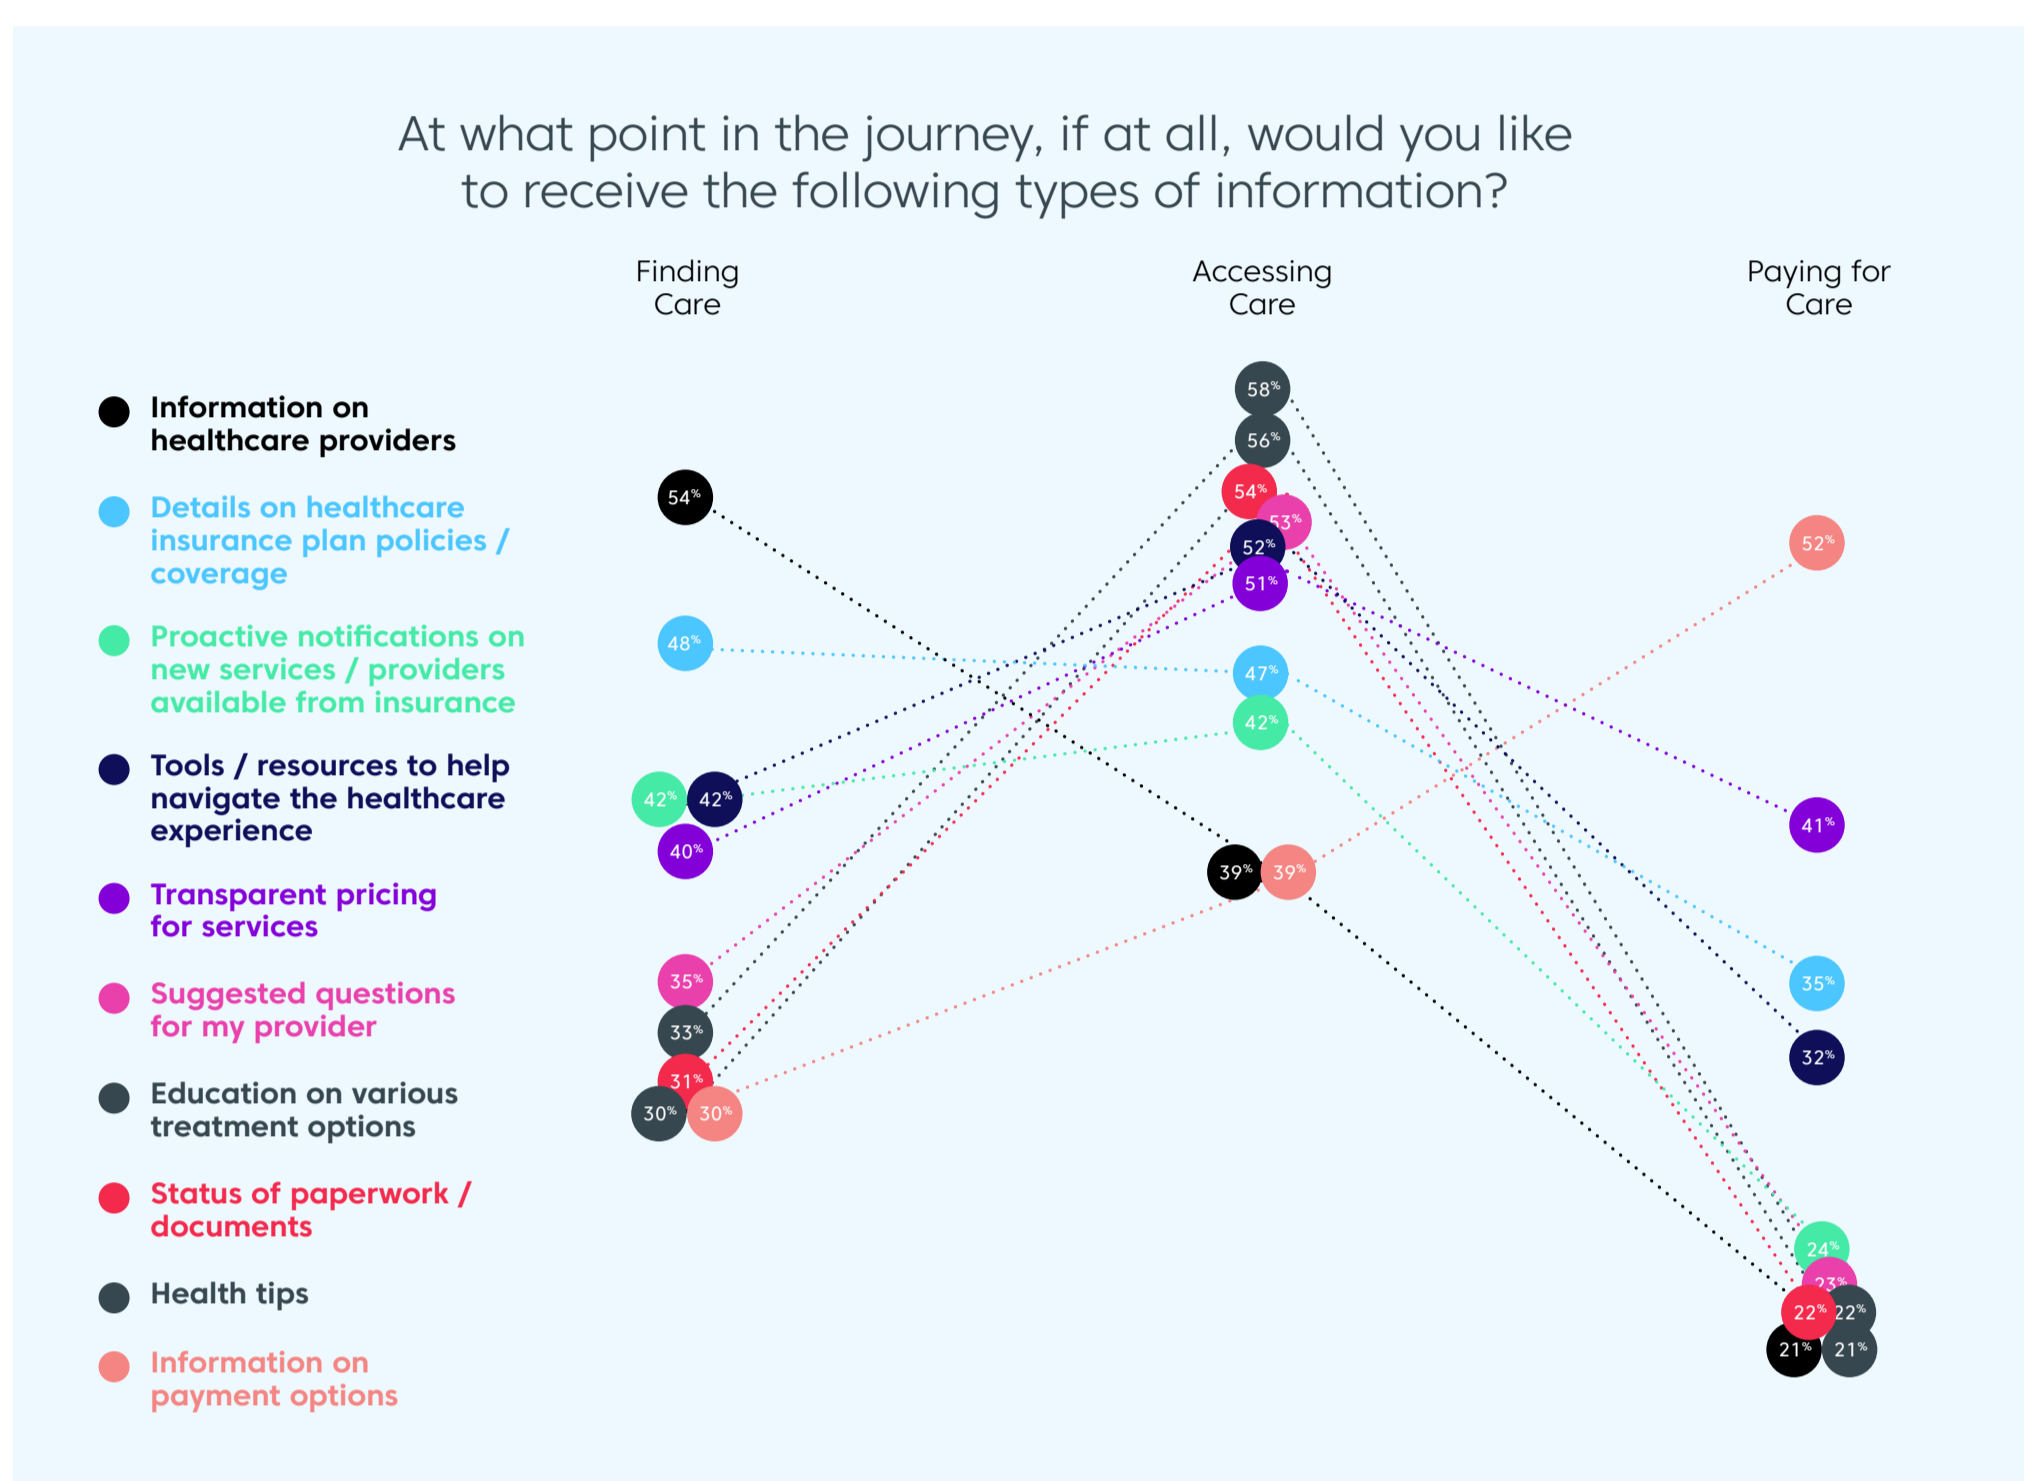 At what point in the journey, if at all, would you like
to receive the following types of information?
Finding
Care
Accessing
Care
Paying for
Care
Information on
healthcare providers
Details on healthcare
insurance plan policies /
coverage
Proactive notifications on
new services / providers
available from insurance
Tools / resources to help
navigate the healthcare
experience
Transparent pricing
for services
Suggested questions
for my provider
Education on various
treatment options
Status of paperwork /
documents
Health tips
Information on
payment options
54%
48%
42% 42%
40%
35%
33%
31%
30% 30%
58%
56%
54%
53%
52%
51%
47%
42%
39% 39%
52%
41%
35%
32%
24%
23%
22% 22%
21% 21%